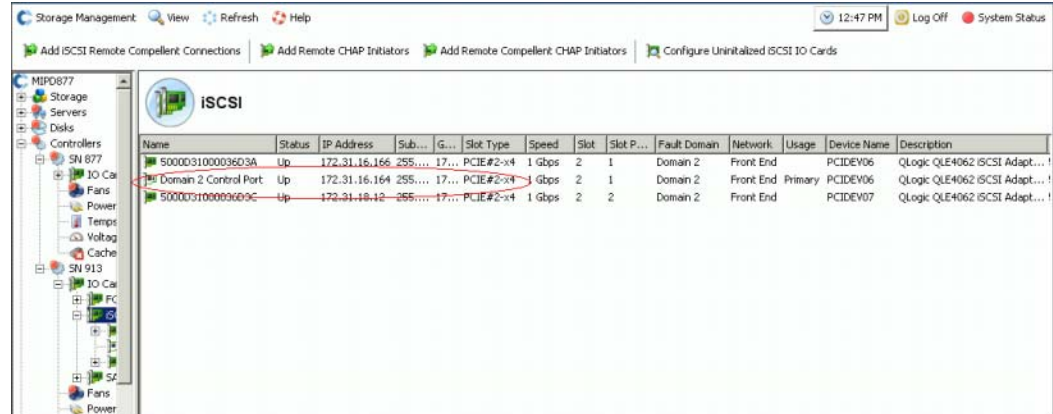 Storage Management View Refresh Help 12:47 PM Log Off System Status
Add iSCSI Remote Compellent Connections Add Remote CHAP Initiators Add Remote Compellent CHAP Initiators Configure Uninitalized iSCSI IO Cards
MIPD877
Storage
Servers
Disks
Controllers
SN 877
IO Ca
Fans
Power
Temps
Voltag
Cache
SN 913
IO Ca
FC
iS
SA
Fans
Power
iSCSI
Name Status IP Address Sub... G... Slot Type Speed Slot Slot P... Fault Domain Network Usage Device Name Description
5000D31000036D3A Up 172.31.16.166 255.... 17... PCIE#2-x4 1 Gbps 2 1 Domain 2 Front End PCIDEV06 QLogic QLE4062 iSCSI Adapt...
Domain 2 Control Port Up 172.31.16.164 255.... 17... PCIE#2-x4 1 Gbps 2 1 Domain 2 Front End Primary PCIDEV06 QLogic QLE4062 iSCSI Adapt...
5000D31000036D3C Up 172.31.18.12 255.... 17... PCIE#2-x4 1 Gbps 2 2 Domain 2 Front End PCIDEV07 QLogic QLE4062 iSCSI Adapt...